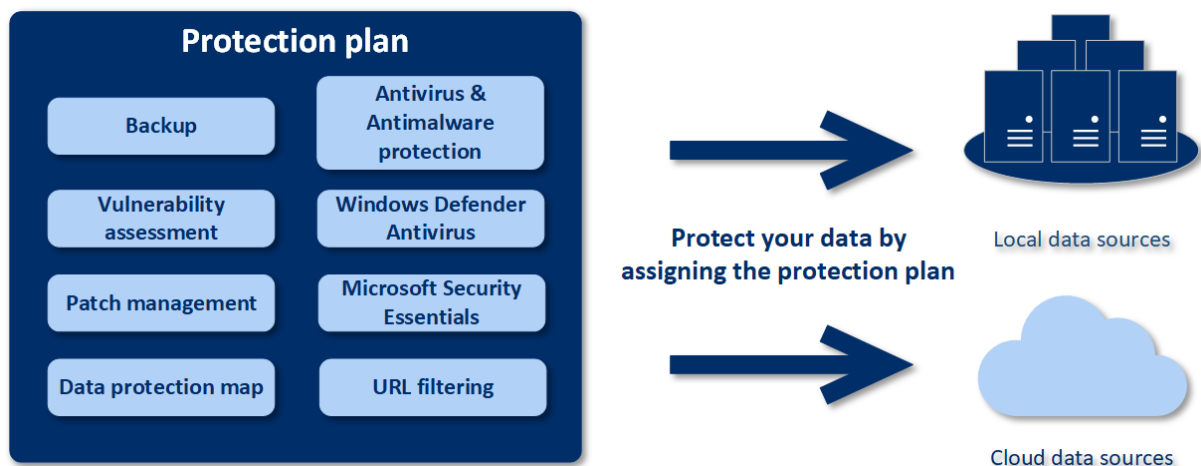 Protection plan
Backup
Antivirus &
Antimalware
protection
Vulnerability
assessment
Windows Defender
Antivirus
Patch management
Microsoft Security
Essentials
Data protection map
URL filtering
Protect your data by
assigning the protection plan
Local data sources
Cloud data sources